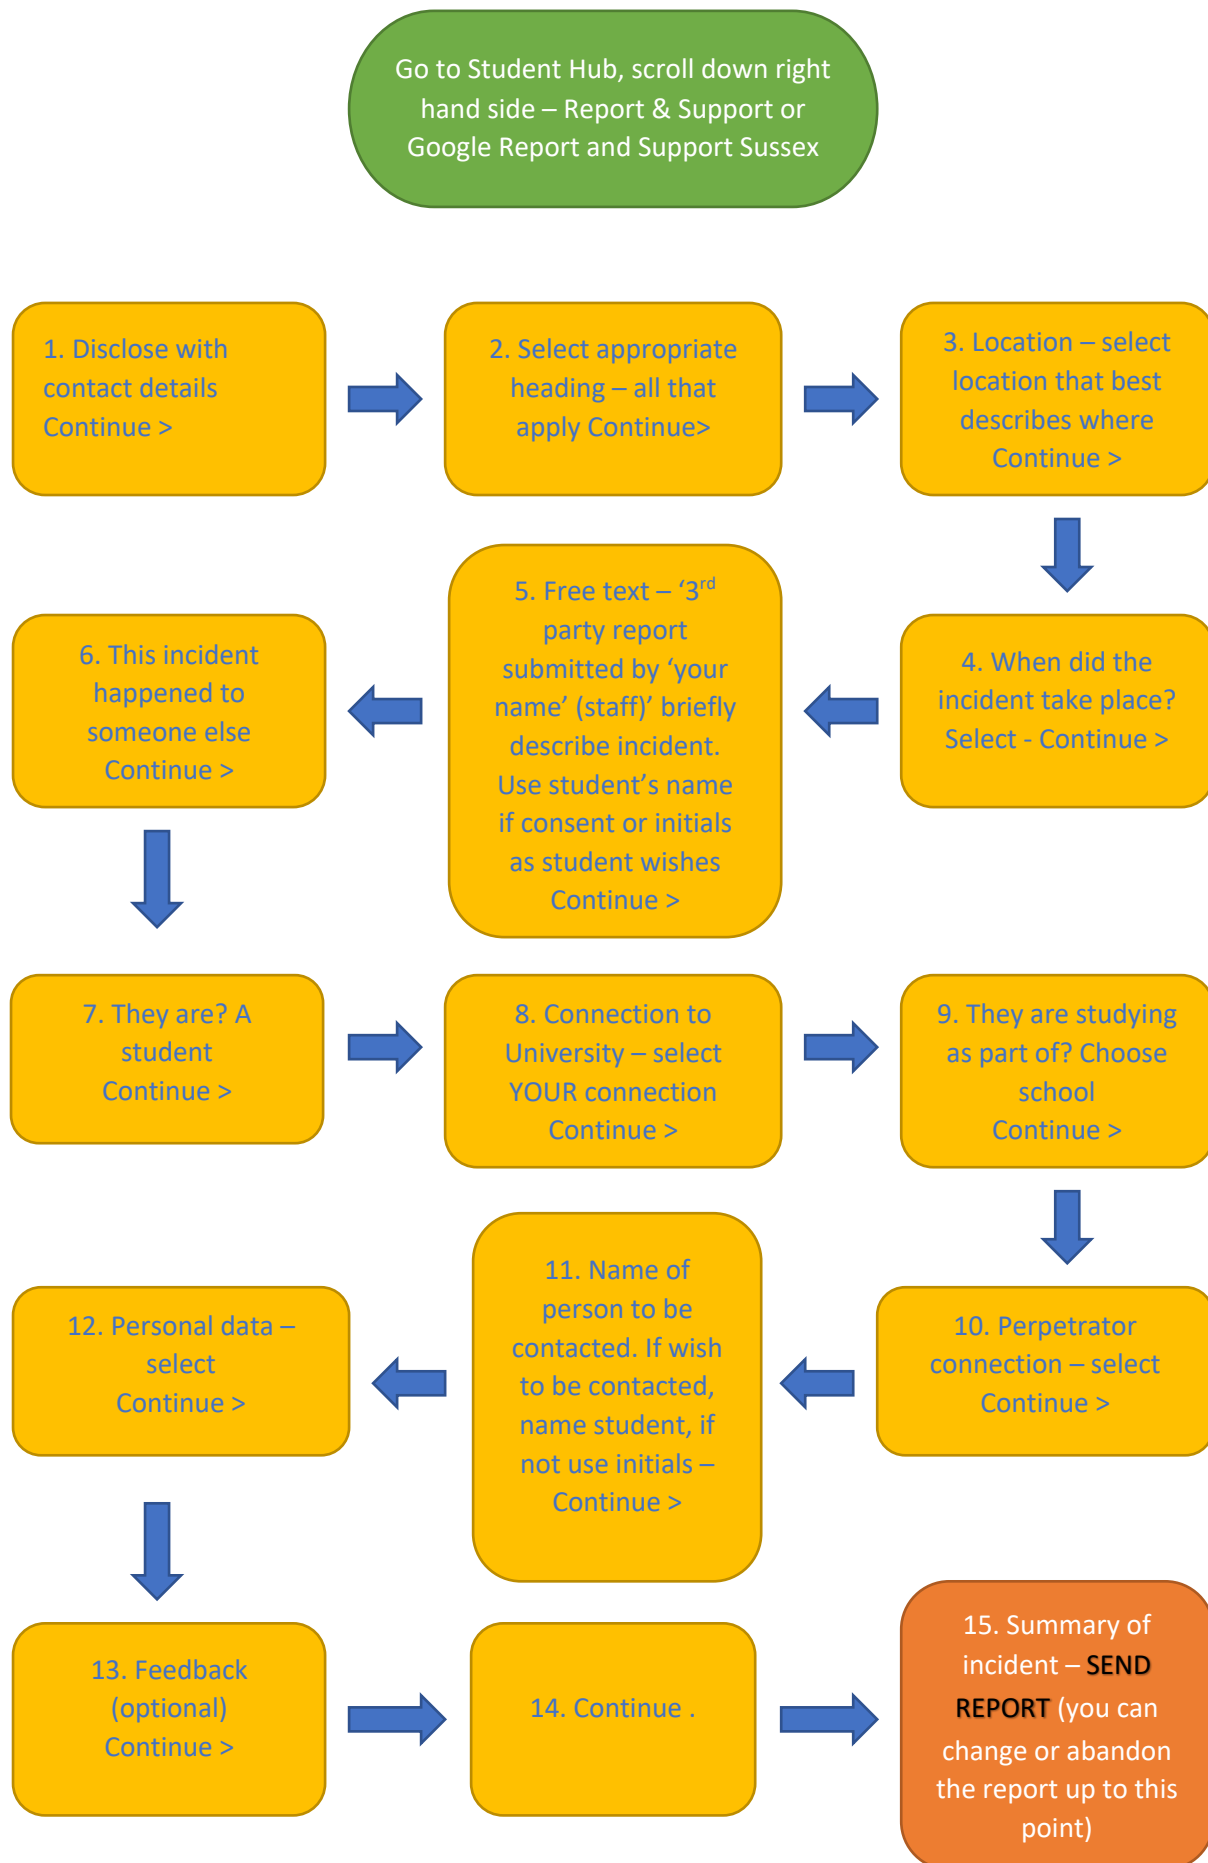 Go to Student Hub, scroll down right
hand side – Report & Support or
Google Report and Support Sussex
1. Disclose with
contact details
Continue >
2. Select appropriate
heading – all that
apply Continue>
3. Location – select
location that best
describes where
Continue >
4. When did the
incident take place?
Select - Continue >
5. Free text – ‘3rd
party report
submitted by ‘your
name’ (staff)’ briefly
describe incident.
Use student’s name
if consent or initials
as student wishes
Continue >
6. This incident
happened to
someone else
Continue >
7. They are? A
student
Continue >
8. Connection to
University – select
YOUR connection
Continue >
9. They are studying
as part of? Choose
school
Continue >
10. Perpetrator
connection – select
Continue >
11. Name of
person to be
contacted. If wish
to be contacted,
name student, if
not use initials –
Continue >
12. Personal data –
select
Continue >
13. Feedback
(optional)
Continue >
14. Continue .
15. Summary of
incident – SEND
REPORT (you can
change or abandon
the report up to this
point)